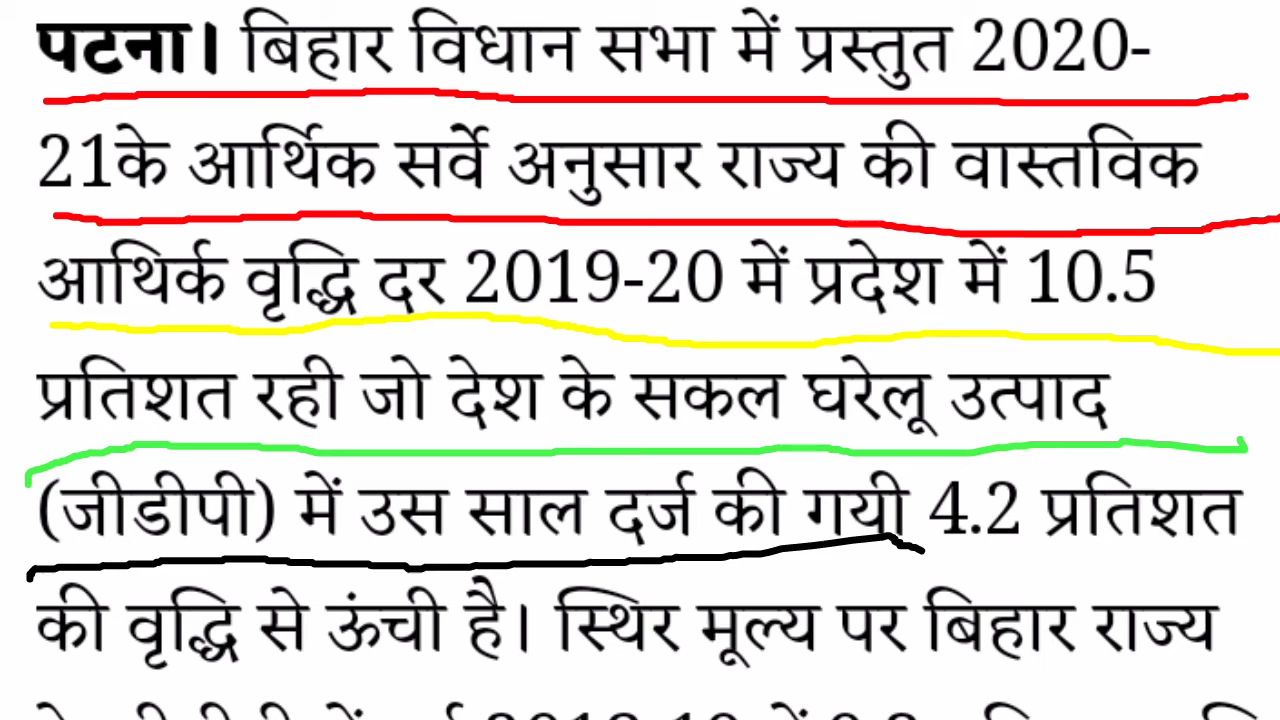 पटना। बिहार विधान सभा में प्रस्तुत 2020-
21के आर्थिक सर्वे अनुसार राज्य की वास्तविक
आथिर्क वृद्धि दर 2019-20 में प्रदेश में 10.5
प्रतिशत रही जो देश के सकल घरेलू उत्पाद
(जीडीपी) में उस साल दर्ज की गयी 4.2 प्रतिशत
की वृद्धि से ऊंची है। स्थिर मूल्य पर बिहार राज्य